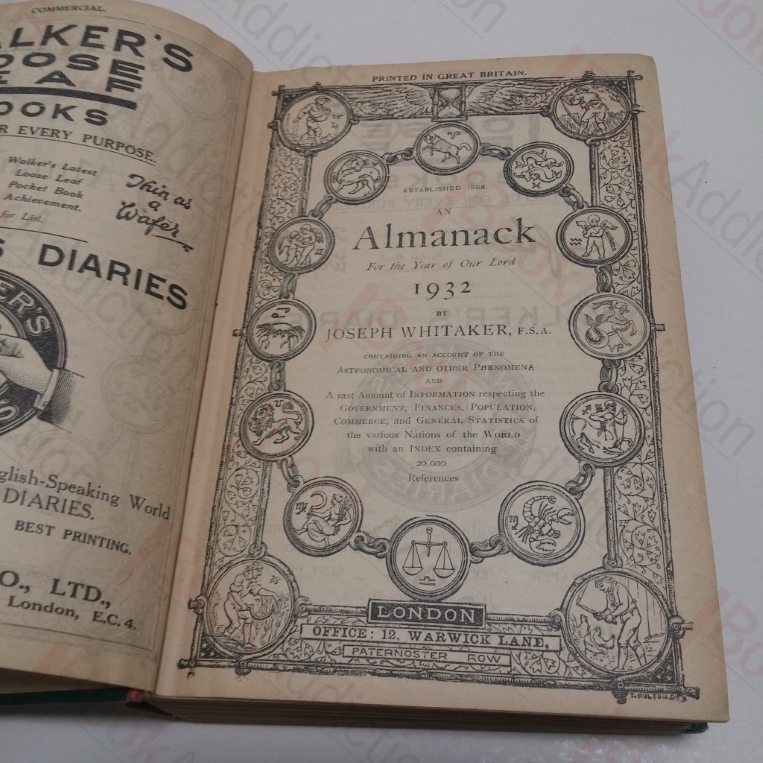 COMMERCIAL.
ALKER'S
OOSE
EAF
OOKS
R EVERY PURPOSE.
Walker's Latest
Loose Leaf
Pocket Book
Achievement.
for List.
Thin as
a
Wafer
S DIARIES
KER'S
glish-Speaking World
DIARIES.
BEST PRINTING.
O., LTD.,
London, E.C. 4.
PRINTED IN GREAT BRITAIN.
ESTABLISHED 1868.
AN
Almanack
For the Year of Our Lord
1932
BY
JOSEPH WHITAKER, F.S.A.
CONTAINING AN ACCOUNT OF THE
ASTRONOMICAL AND OTHER PHENOMENA
AND
A vast Amount of INFORMATION respecting the
GOVERNMENT, FINANCES, POPULATION,
COMMERCE, and GENERAL STATISTICS of
the various Nations of the WORLD
with an INDEX containing
20,000
References
LONDON
OFFICE: 12, WARWICK LANE,
PATERNOSTER ROW
iBookAddiction